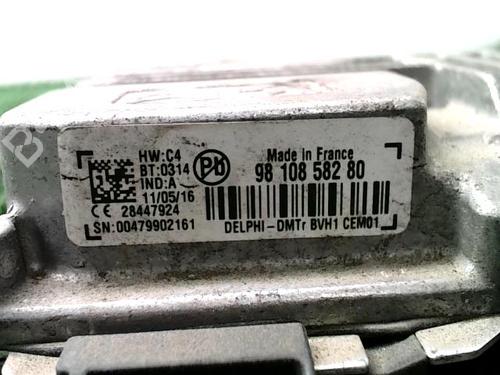 HW:C4
BT:0314
IND:A
11/05/16
CE 28447924
SN:00479902161
Pb
Made in France
98 108 582 80
DELPHI-DMTr BVH1 CEM01